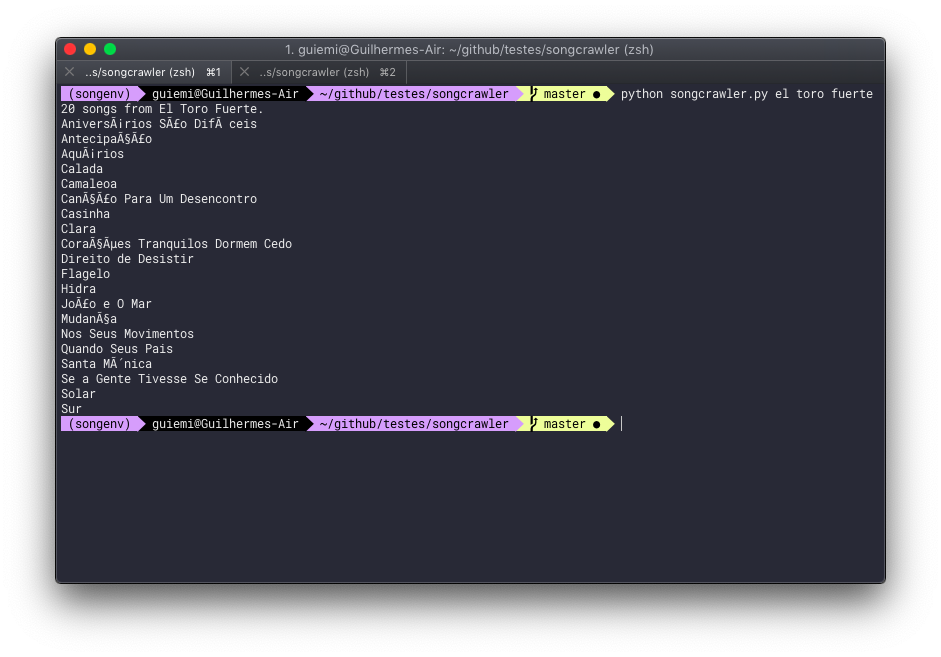 1. guiemi@Guilhermes-Air: ~/github/testes/songcrawler (zsh)
..s/songcrawler (zsh) ⌘1 ..s/songcrawler (zsh) ⌘2
(songenv) guiemi@Guilhermes-Air ~/github/testes/songcrawler master ● python songcrawler.py el toro fuerte
20 songs from El Toro Fuerte.
AniversÃ¡rios SÃ£o DifÃ­ceis
AntecipaÃ§Ã£o
AquÃ¡rios
Calada
Camaleoa
CanÃ§Ã£o Para Um Desencontro
Casinha
Clara
CoraÃ§Ãµes Tranquilos Dormem Cedo
Direito de Desistir
Flagelo
Hidra
JoÃ£o e O Mar
MudanÃ§a
Nos Seus Movimentos
Quando Seus Pais
Santa MÃ´nica
Se a Gente Tivesse Se Conhecido
Solar
Sur
(songenv) guiemi@Guilhermes-Air ~/github/testes/songcrawler master ●